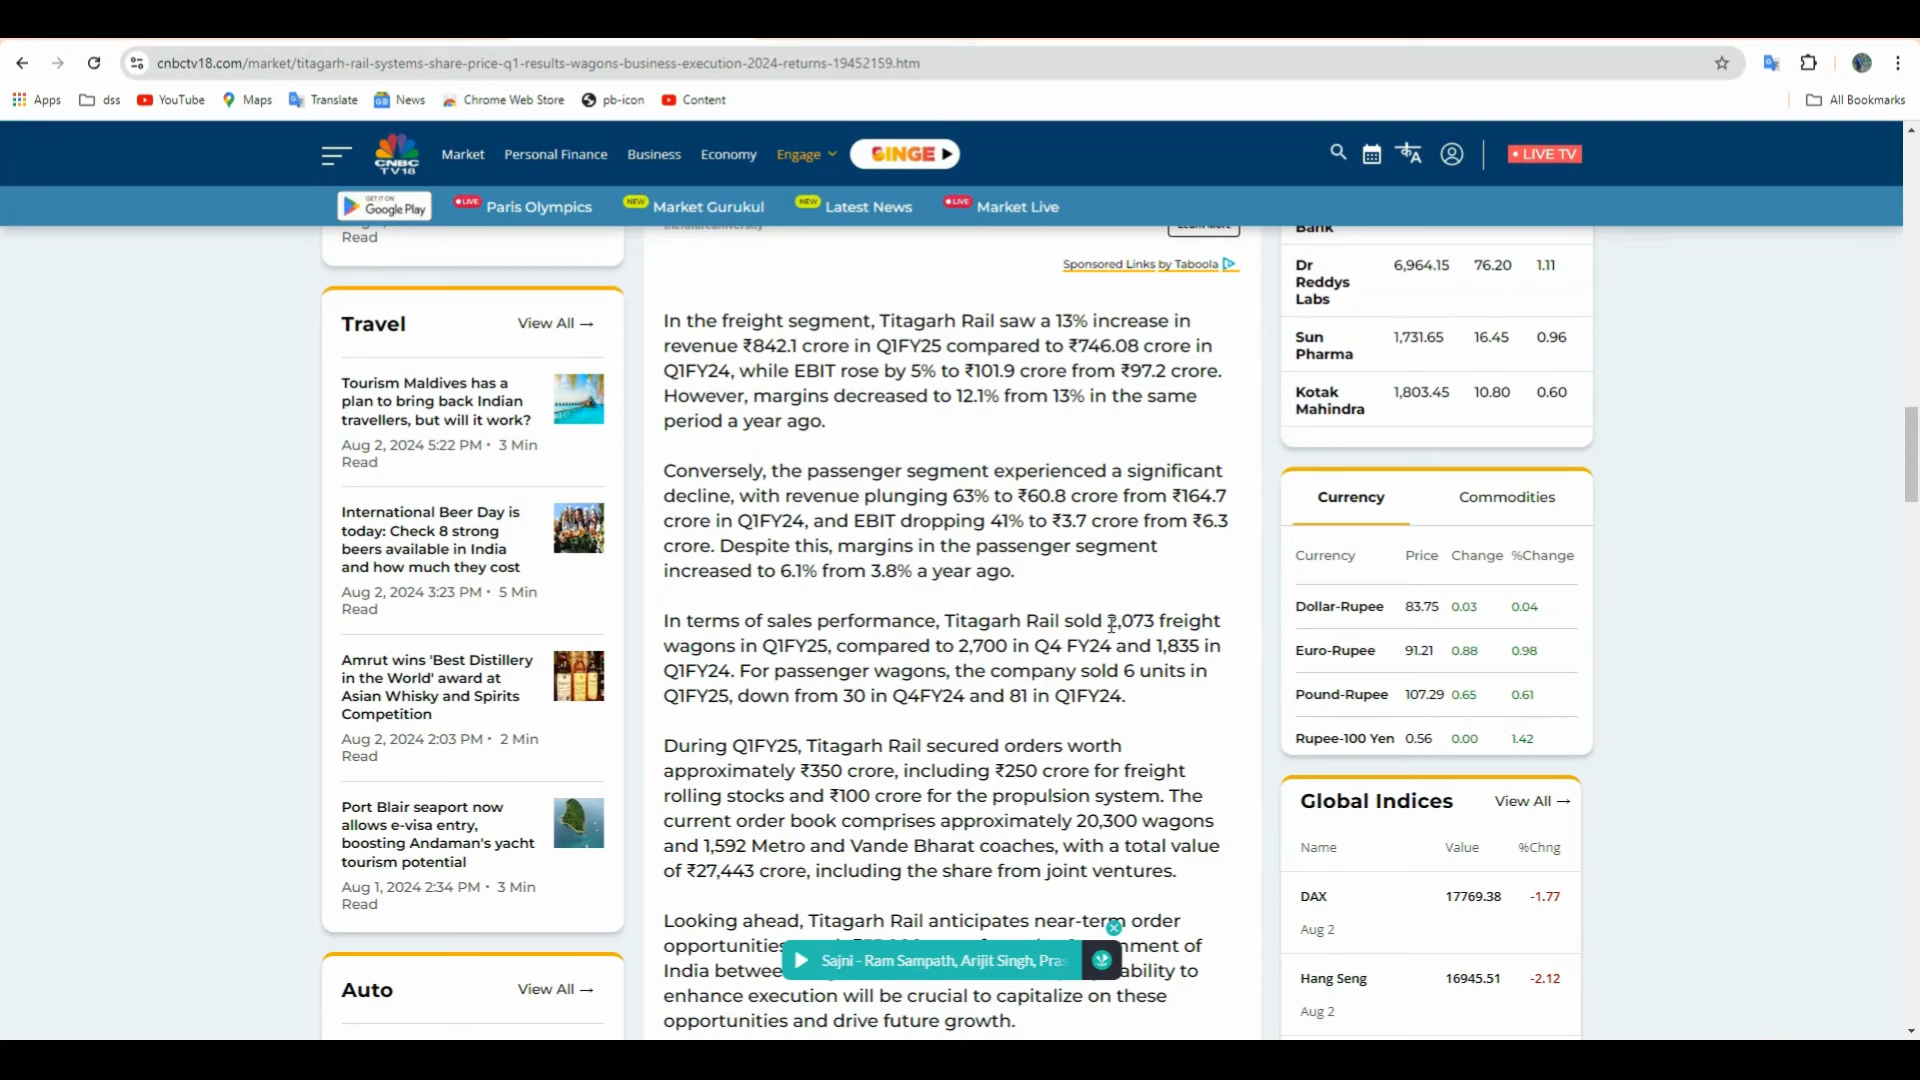 cnbctv18.com/market/titagarh-rail-systems-share-price-q1-results-wagons-business-execution-2024-returns-19452159.htm
Apps dss YouTube Maps Translate News Chrome Web Store pb-icon Content All Bookmarks
CNBC TV18 Market Personal Finance Business Economy Engage BINGE LIVE TV
GET IT ON Google Play LIVE Paris Olympics NEW Market Gurukul NEW Latest News LIVE Market Live
Read
Travel View All →
Tourism Maldives has a
plan to bring back Indian
travellers, but will it work?
Aug 2, 2024 5:22 PM • 3 Min
Read
International Beer Day is
today: Check 8 strong
beers available in India
and how much they cost
Aug 2, 2024 3:23 PM • 5 Min
Read
Amrut wins 'Best Distillery
in the World' award at
Asian Whisky and Spirits
Competition
Aug 2, 2024 2:03 PM • 2 Min
Read
Port Blair seaport now
allows e-visa entry,
boosting Andaman's yacht
tourism potential
Aug 1, 2024 2:34 PM • 3 Min
Read
Auto View All →
Learn More
Sponsored Links by Taboola
In the freight segment, Titagarh Rail saw a 13% increase in
revenue ₹842.1 crore in Q1FY25 compared to ₹746.08 crore in
Q1FY24, while EBIT rose by 5% to ₹101.9 crore from ₹97.2 crore.
However, margins decreased to 12.1% from 13% in the same
period a year ago.
Conversely, the passenger segment experienced a significant
decline, with revenue plunging 63% to ₹60.8 crore from ₹164.7
crore in Q1FY24, and EBIT dropping 41% to ₹3.7 crore from ₹6.3
crore. Despite this, margins in the passenger segment
increased to 6.1% from 3.8% a year ago.
In terms of sales performance, Titagarh Rail sold 2,073 freight
wagons in Q1FY25, compared to 2,700 in Q4 FY24 and 1,835 in
Q1FY24. For passenger wagons, the company sold 6 units in
Q1FY25, down from 30 in Q4FY24 and 81 in Q1FY24.
During Q1FY25, Titagarh Rail secured orders worth
approximately ₹350 crore, including ₹250 crore for freight
rolling stocks and ₹100 crore for the propulsion system. The
current order book comprises approximately 20,300 wagons
and 1,592 Metro and Vande Bharat coaches, with a total value
of ₹27,443 crore, including the share from joint ventures.
Looking ahead, Titagarh Rail anticipates near-term order
opportunities nment of
India betwee ability to
enhance execution will be crucial to capitalize on these
opportunities and drive future growth.
Sajni - Ram Sampath, Arijit Singh, Pras
Bank
Dr Reddys Labs 6,964.15 76.20 1.11
Sun Pharma 1,731.65 16.45 0.96
Kotak Mahindra 1,803.45 10.80 0.60
Currency Commodities
Currency Price Change %Change
Dollar-Rupee 83.75 0.03 0.04
Euro-Rupee 91.21 0.88 0.98
Pound-Rupee 107.29 0.65 0.61
Rupee-100 Yen 0.56 0.00 1.42
Global Indices View All →
Name Value %Chng
DAX 17769.38 -1.77
Aug 2
Hang Seng 16945.51 -2.12
Aug 2